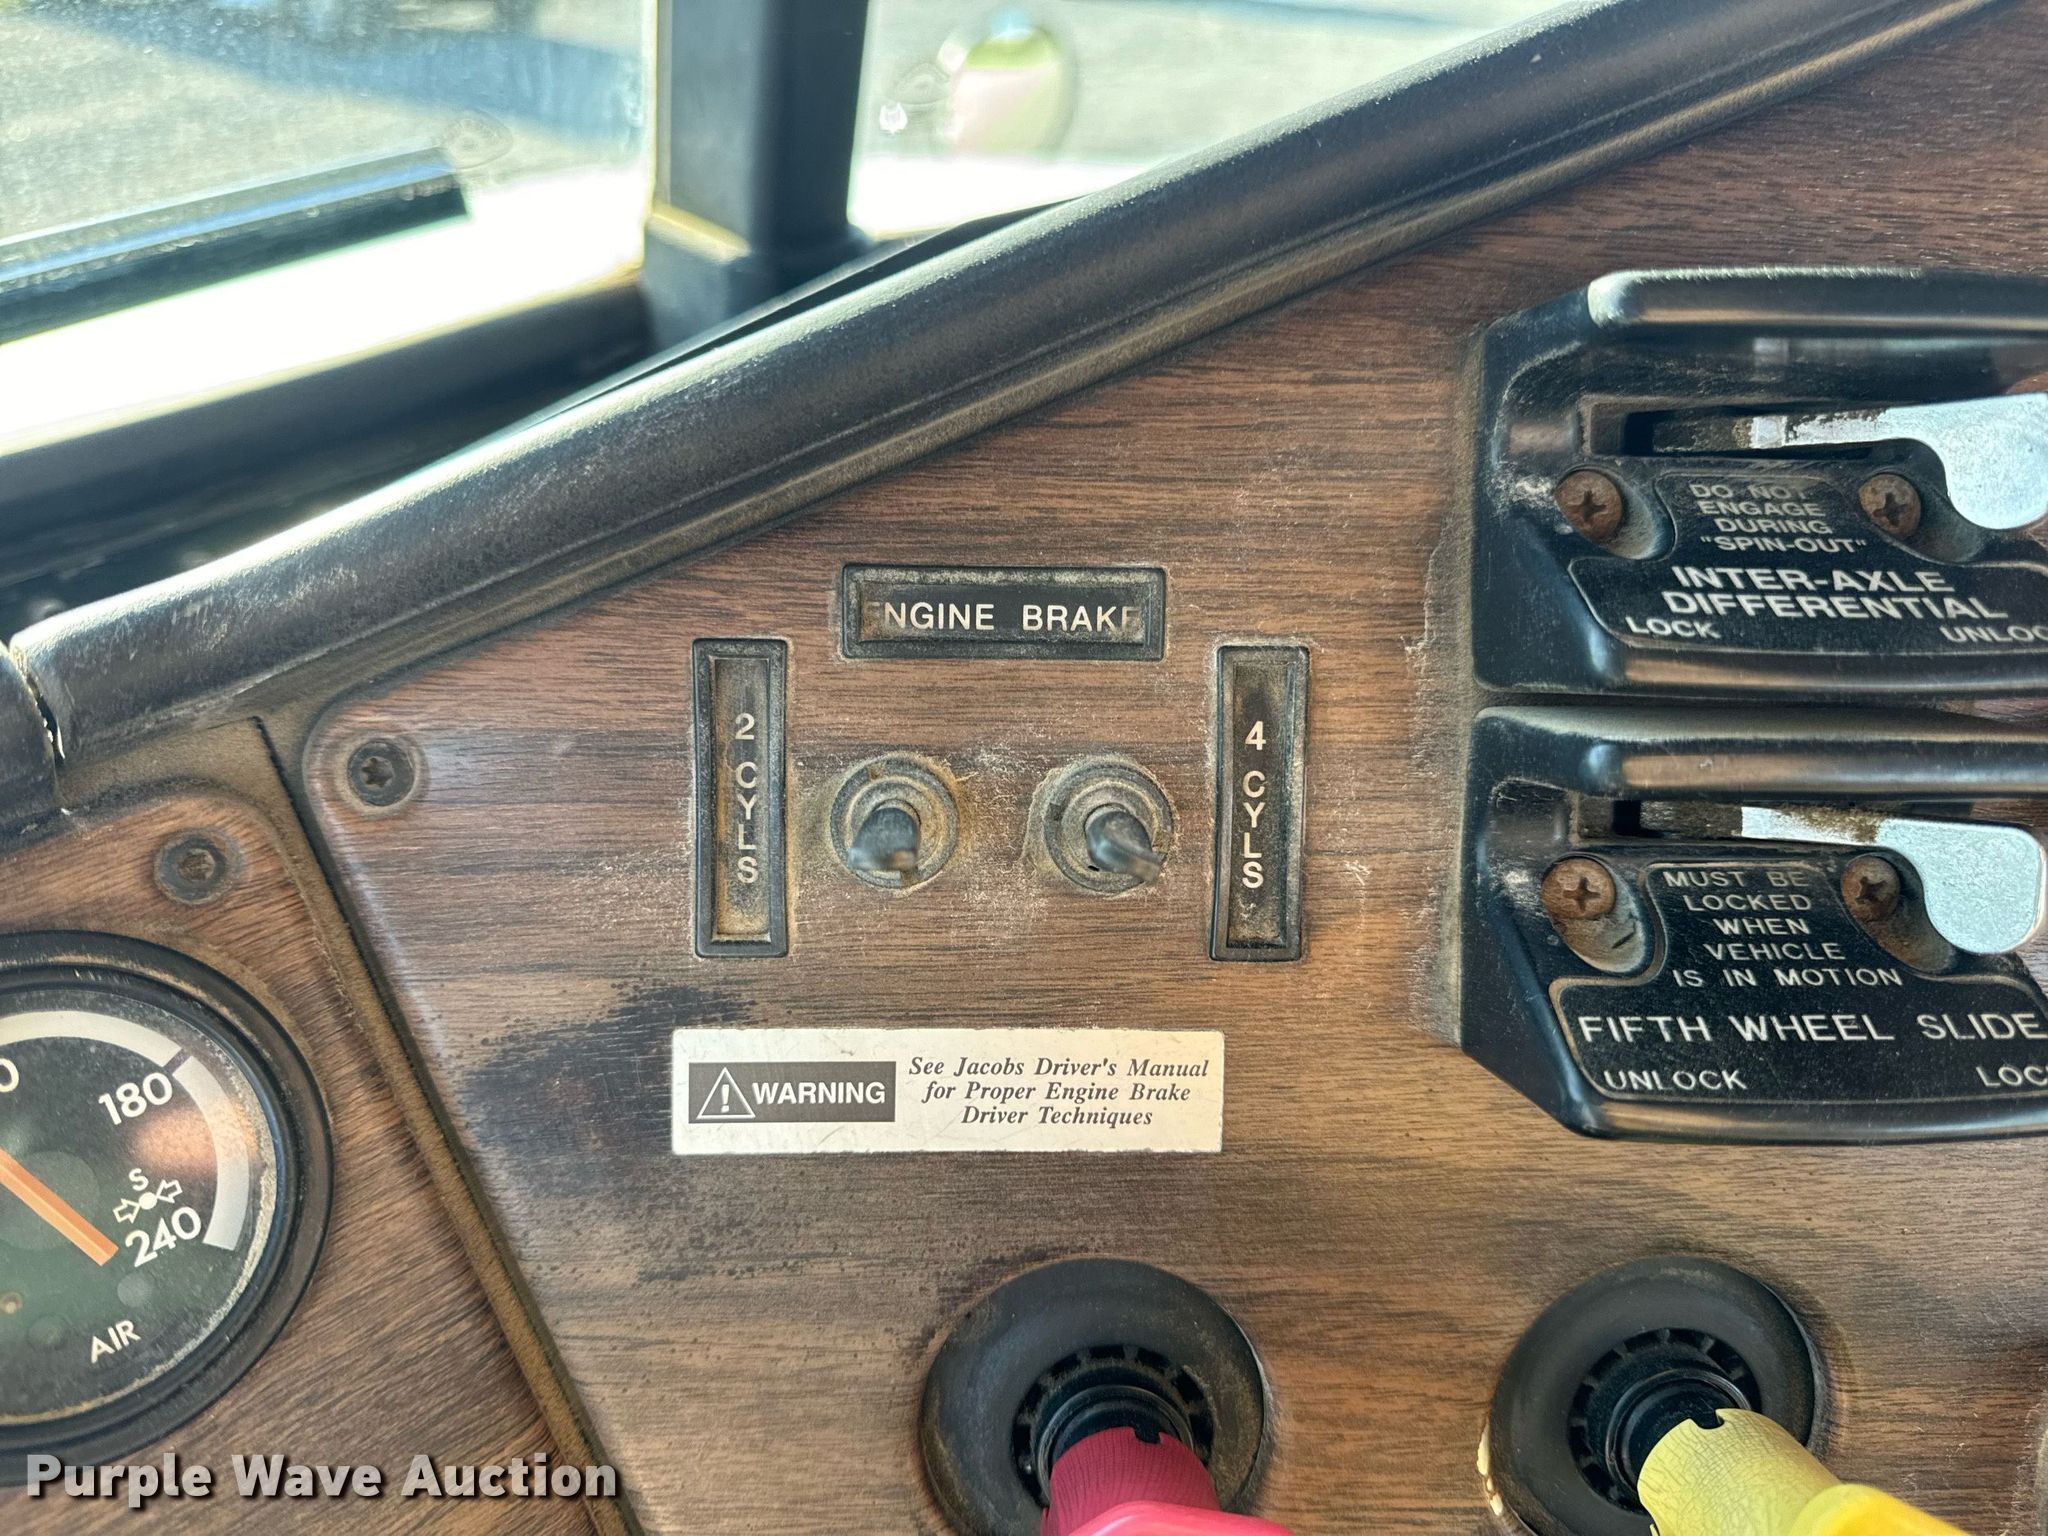 ENGINE BRAKE
2 CYLS
4 CYLS
WARNING
See Jacobs Driver's Manual
for Proper Engine Brake
Driver Techniques
DO NOT
ENGAGE
DURING
"SPIN-OUT"
INTER-AXLE
DIFFERENTIAL
LOCK
MUST BE
LOCKED
WHEN
VEHICLE
IS IN MOTION
FIFTH WHEEL SLIDE
UNLOCK
180
S
240
AIR
Purple Wave Auction